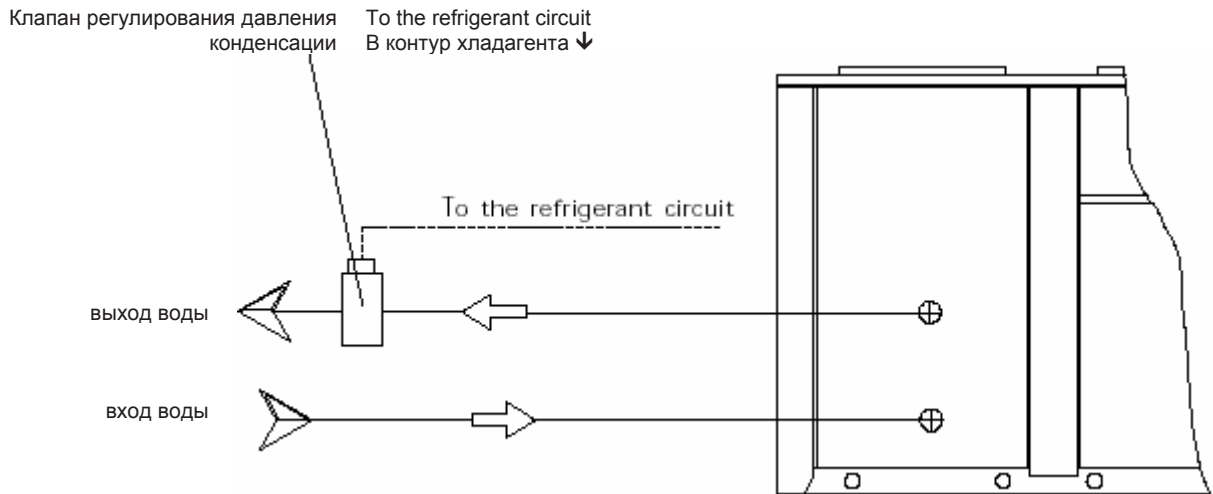 Клапан регулирования давления
конденсации
To the refrigerant circuit
В контур хладагента ↓
To the refrigerant circuit
выход воды
вход воды